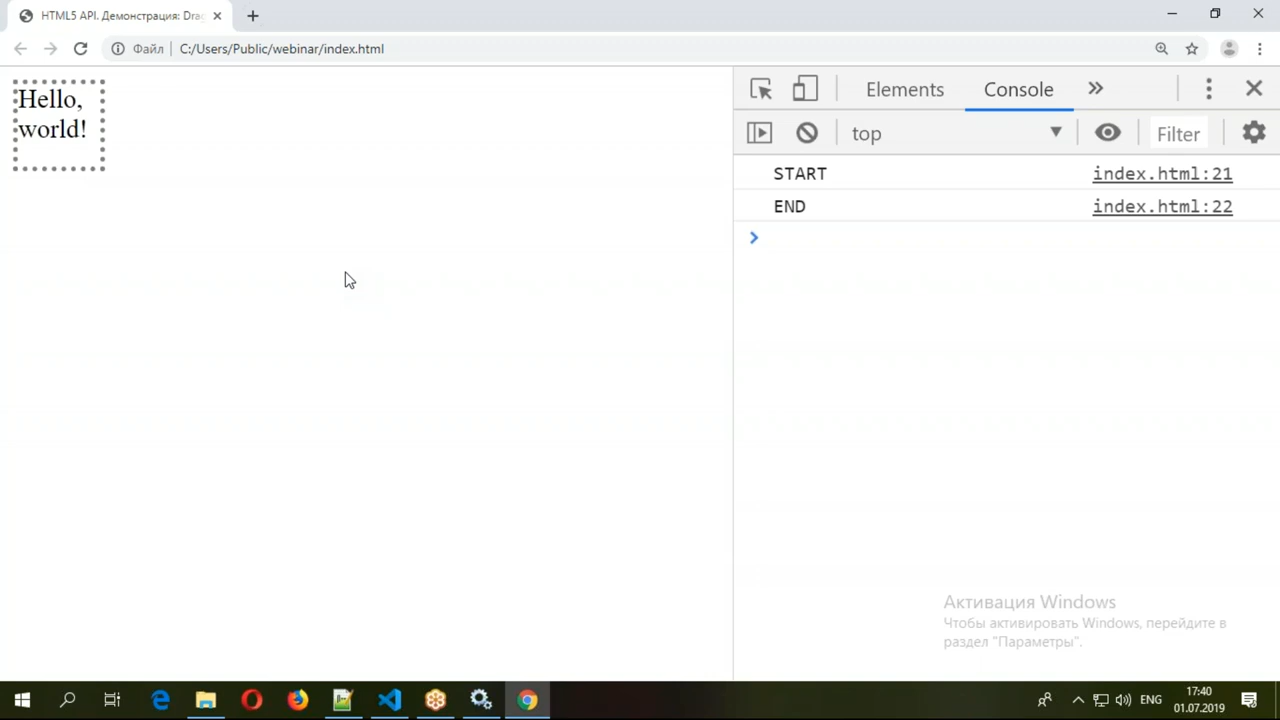 HTML5 API. Демонстрация: Dra
Файл
C:/Users/Public/webinar/index.html
Hello,
world!
Elements
Console
top
Filter
START
index.html:21
END
index.html:22
Активация Windows
Чтобы активировать Windows, перейдите в
раздел "Параметры".
ENG
17:40
01.07.2019